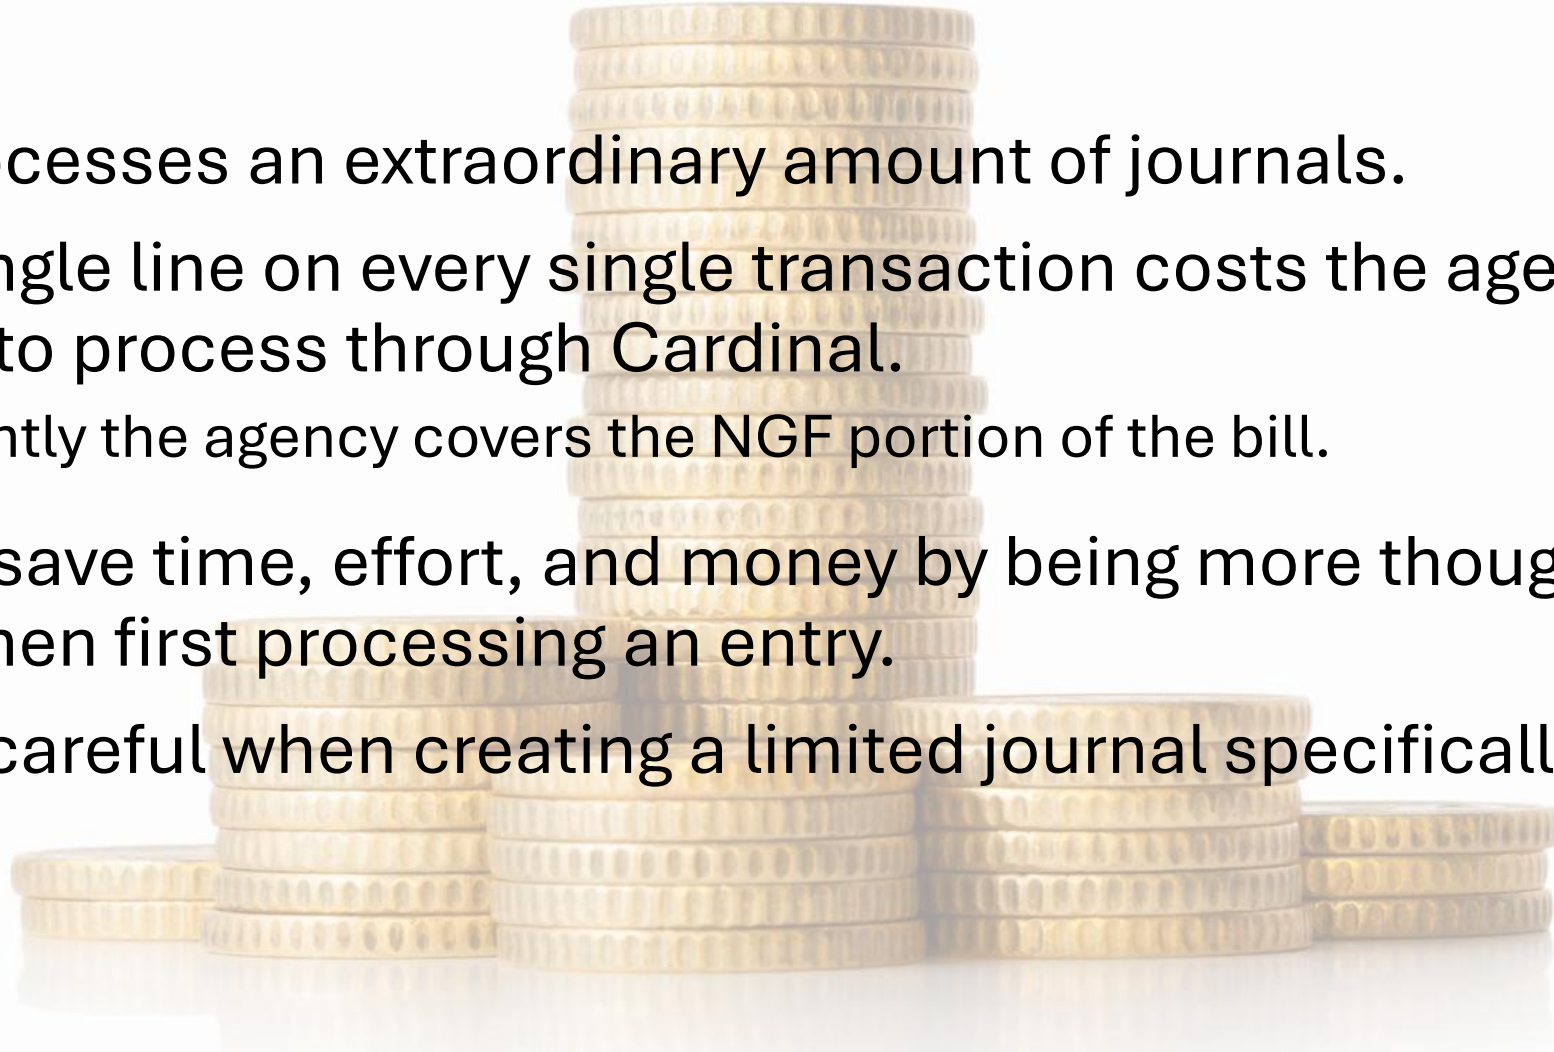 ocesses an extraordinary amount of journals.
ngle line on every single transaction costs the age
to process through Cardinal.
ntly the agency covers the NGF portion of the bill.
save time, effort, and money by being more thoug
hen first processing an entry.
careful when creating a limited journal specificall